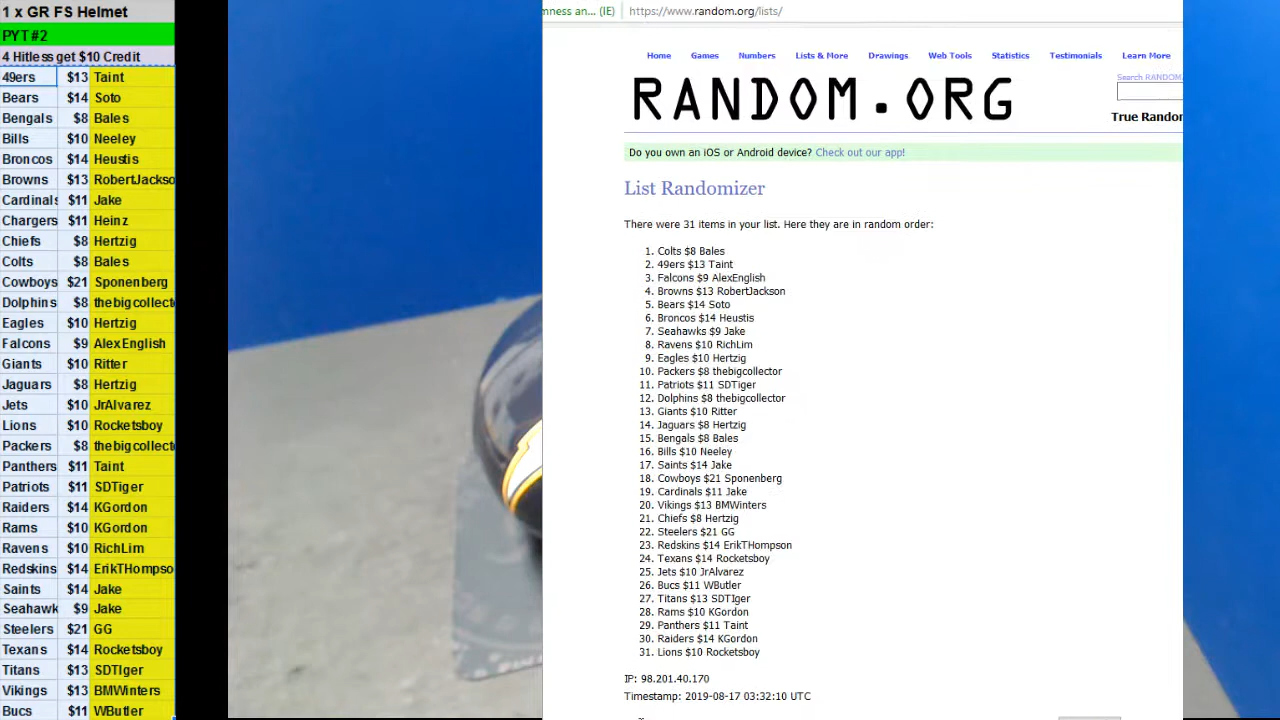 1 x GR FS Helmet
PYT #2
4 Hitless get $10 Credit
49ers $13 Taint
Bears $14 Soto
Bengals $8 Bales
Bills $10 Neeley
Broncos $14 Heustis
Browns $13 RobertJackso
Cardinals $11 Jake
Chargers $11 Heinz
Chiefs $8 Hertzig
Colts $8 Bales
Cowboys $21 Sponenberg
Dolphins $8 thebigcollect
Eagles $10 Hertzig
Falcons $9 AlexEnglish
Giants $10 Ritter
Jaguars $8 Hertzig
Jets $10 JrAlvarez
Lions $10 Rocketsboy
Packers $8 thebigcollect
Panthers $11 Taint
Patriots $11 SDTiger
Raiders $14 KGordon
Rams $10 KGordon
Ravens $10 RichLim
Redskins $14 ErikTHompso
Saints $14 Jake
Seahawk $9 Jake
Steelers $21 GG
Texans $14 Rocketsboy
Titans $13 SDTIger
Vikings $13 BMWinters
Bucs $11 WButler
mness an... (IE) https://www.random.org/lists/
Home Games Numbers Lists & More Drawings Web Tools Statistics Testimonials Learn More
Search RANDOM.
RANDOM.ORG
True Randor
Do you own an iOS or Android device? Check out our app!
List Randomizer
There were 31 items in your list. Here they are in random order:
1. Colts $8 Bales
2. 49ers $13 Taint
3. Falcons $9 AlexEnglish
4. Browns $13 RobertJackson
5. Bears $14 Soto
6. Broncos $14 Heustis
7. Seahawks $9 Jake
8. Ravens $10 RichLim
9. Eagles $10 Hertzig
10. Packers $8 thebigcollector
11. Patriots $11 SDTiger
12. Dolphins $8 thebigcollector
13. Giants $10 Ritter
14. Jaguars $8 Hertzig
15. Bengals $8 Bales
16. Bills $10 Neeley
17. Saints $14 Jake
18. Cowboys $21 Sponenberg
19. Cardinals $11 Jake
20. Vikings $13 BMWinters
21. Chiefs $8 Hertzig
22. Steelers $21 GG
23. Redskins $14 ErikTHompson
24. Texans $14 Rocketsboy
25. Jets $10 JrAlvarez
26. Bucs $11 WButler
27. Titans $13 SDTIger
28. Rams $10 KGordon
29. Panthers $11 Taint
30. Raiders $14 KGordon
31. Lions $10 Rocketsboy
IP: 98.201.40.170
Timestamp: 2019-08-17 03:32:10 UTC